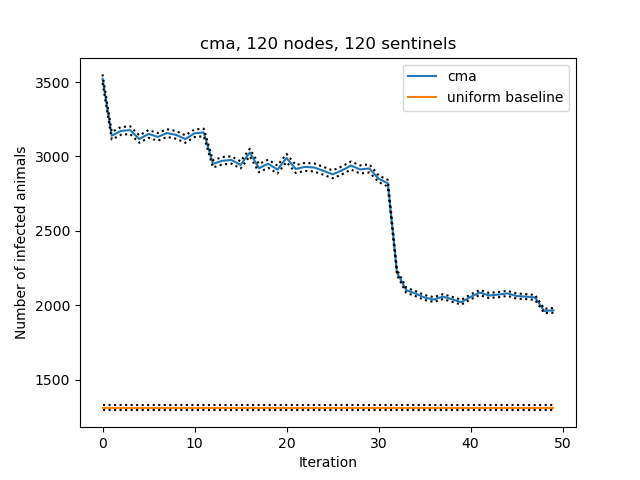 cma, 120 nodes, 120 sentinels
cma
uniform baseline
Number of infected animals
3500
3000
2500
2000
1500
0 10 20 30 40 50
Iteration